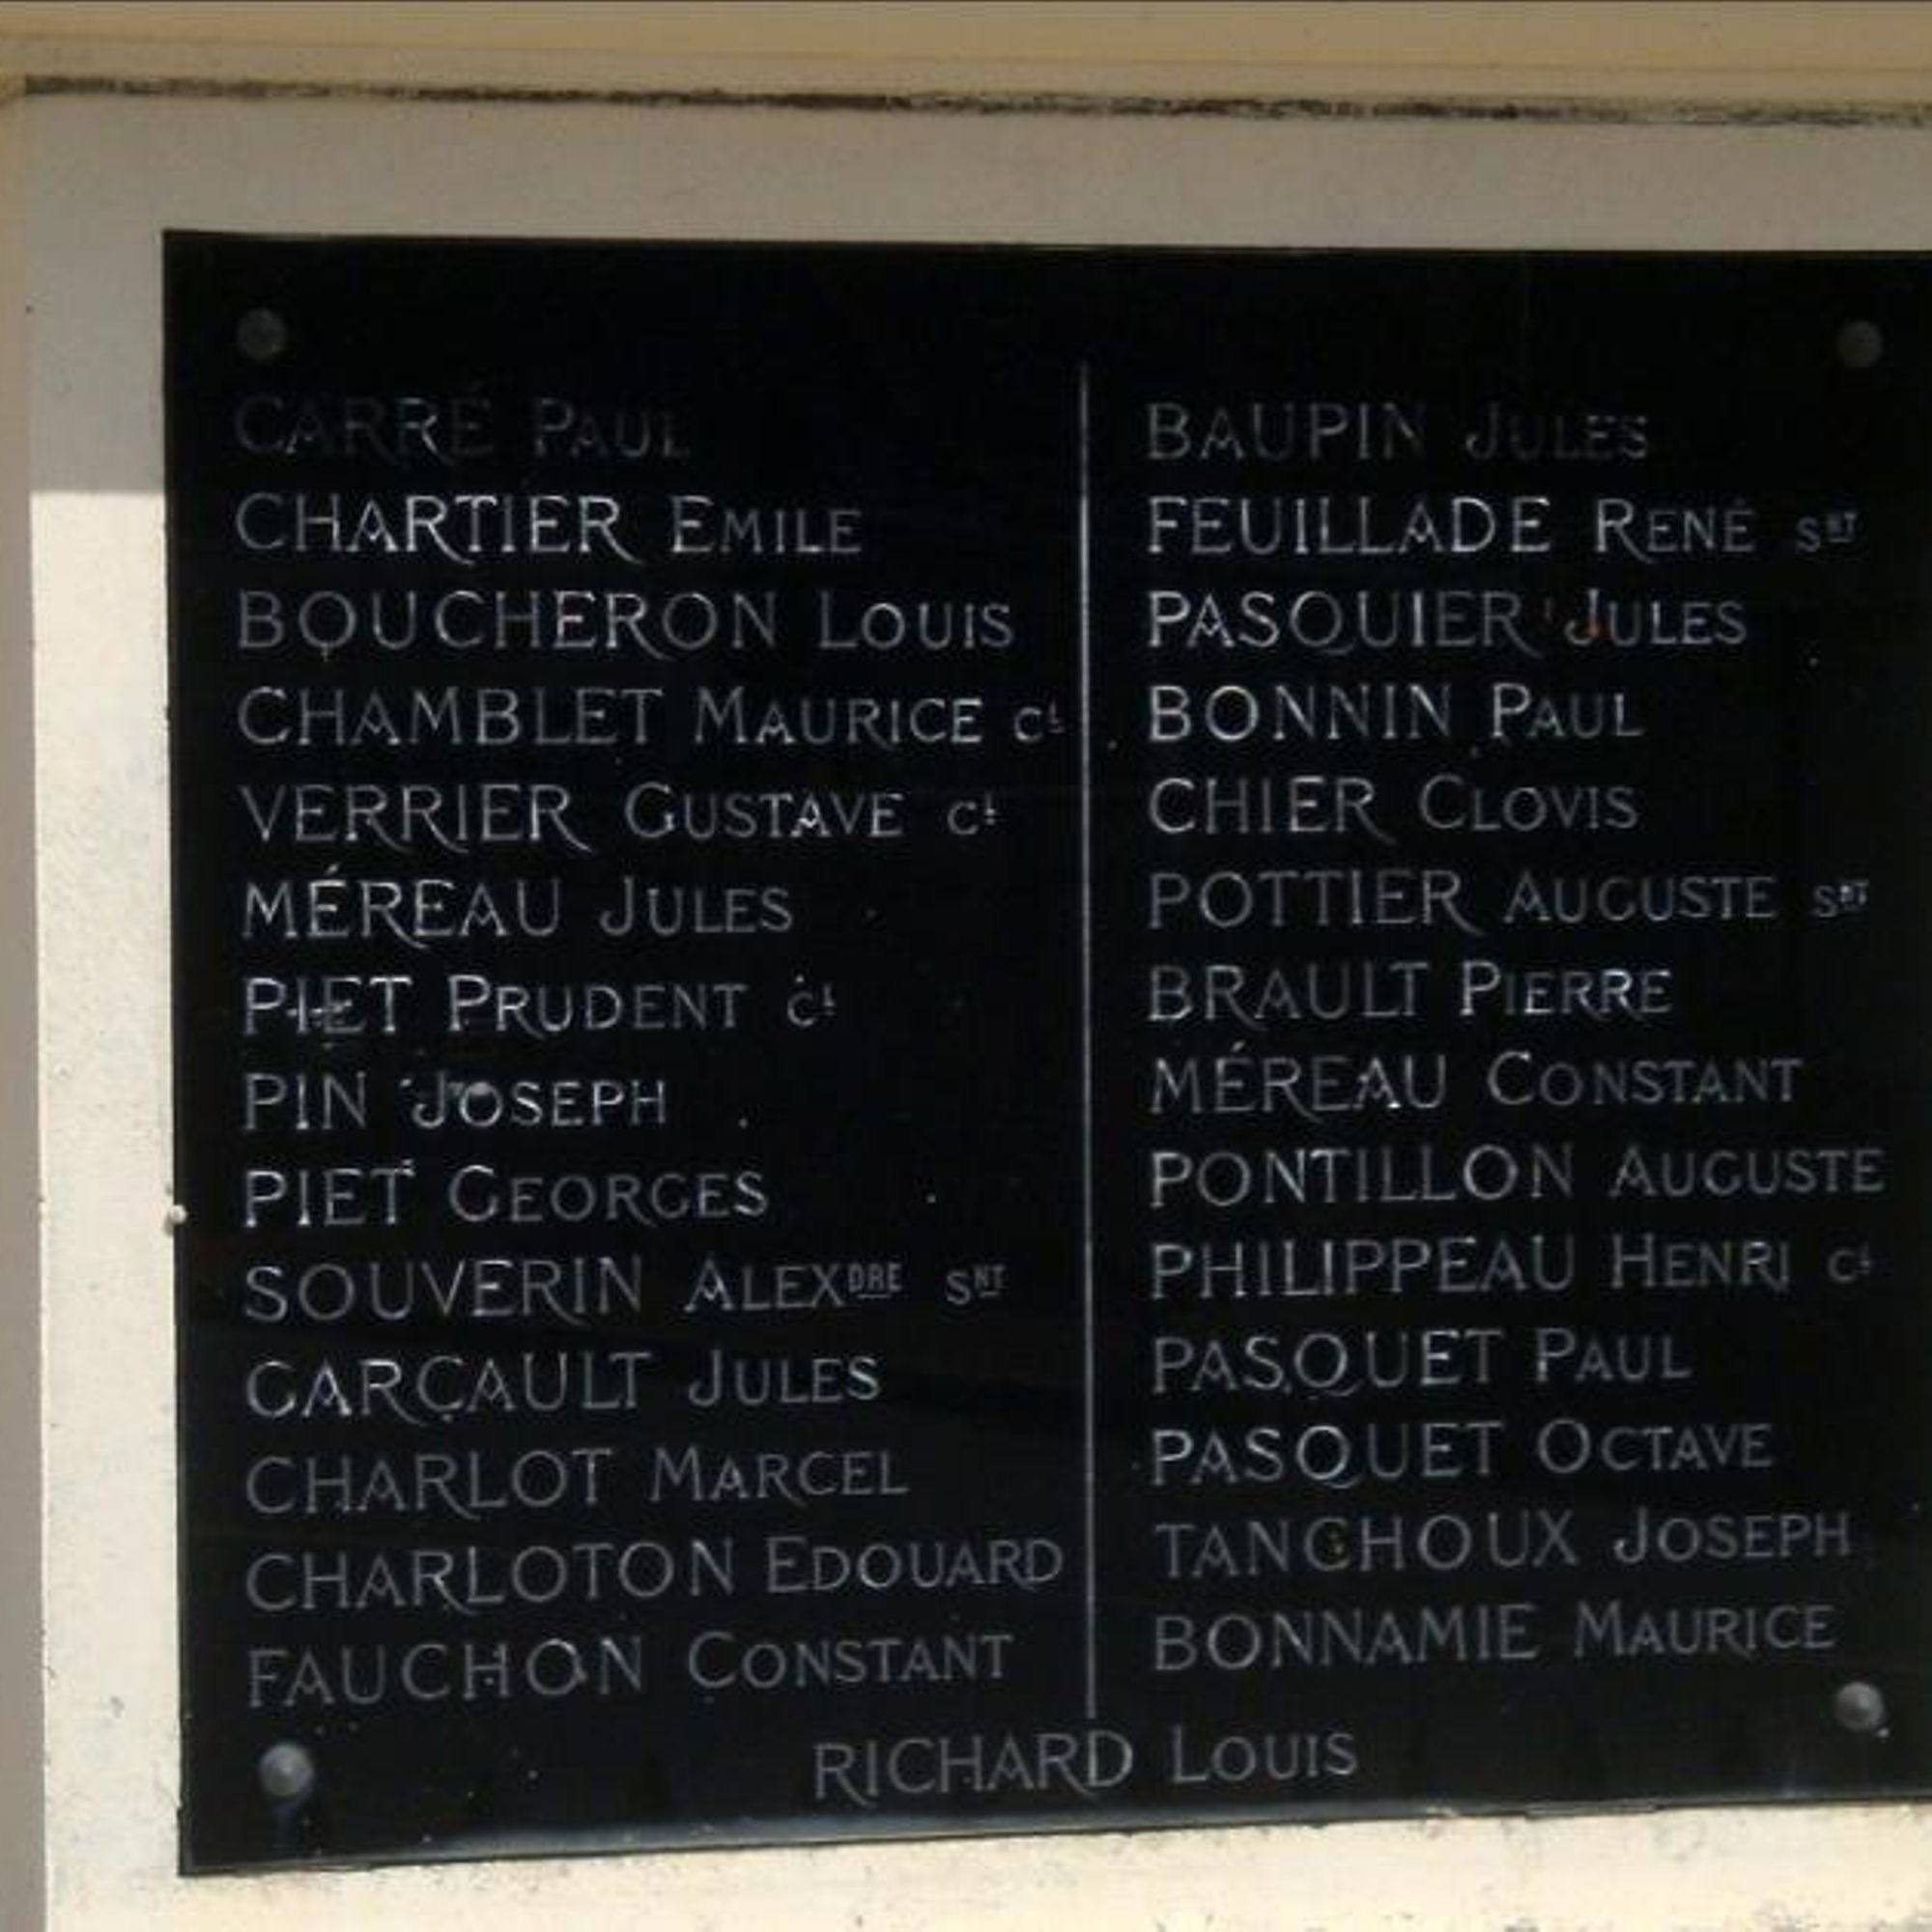 CARRÉ PAUL
CHARTIER EMILE
BOUCHERON LOUIS
CHAMBLET MAURICE CL
VERRIER GUSTAVE CL
MÉREAU JULES
PIET PRUDENT CL
PIN JOSEPH
PIET GEORGES
SOUVERIN ALEXDRE SNT
GARÇAULT JULES
CHARLOT MARCEL
CHARLOTON EDOUARD
FAUCHON CONSTANT
BAUPIN JULES
FEUILLADE RENÉ SNT
PASQUIER JULES
BONNIN PAUL
CHIER CLOVIS
POTTIER AUGUSTE SNT
BRAULT PIERRE
MÉREAU CONSTANT
PONTILLON AUGUSTE
PHILIPPEAU HENRI CL
PASQUET PAUL
PASQUET OCTAVE
TANCHOUX JOSEPH
BONNAMIE MAURICE
RICHARD LOUIS